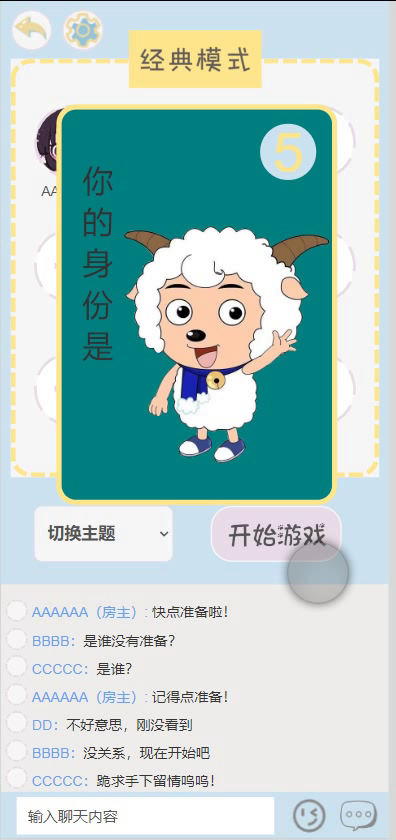 经典模式
5
你的身份是
AA
切换主题
开始游戏
AAAAAA（房主）: 快点准备啦!
BBBB：是谁没有准备?
CCCCC：是谁?
AAAAAA（房主）: 记得点准备!
DD：不好意思，刚没看到
BBBB：没关系，现在开始吧
CCCCC：跪求手下留情呜呜!
输入聊天内容